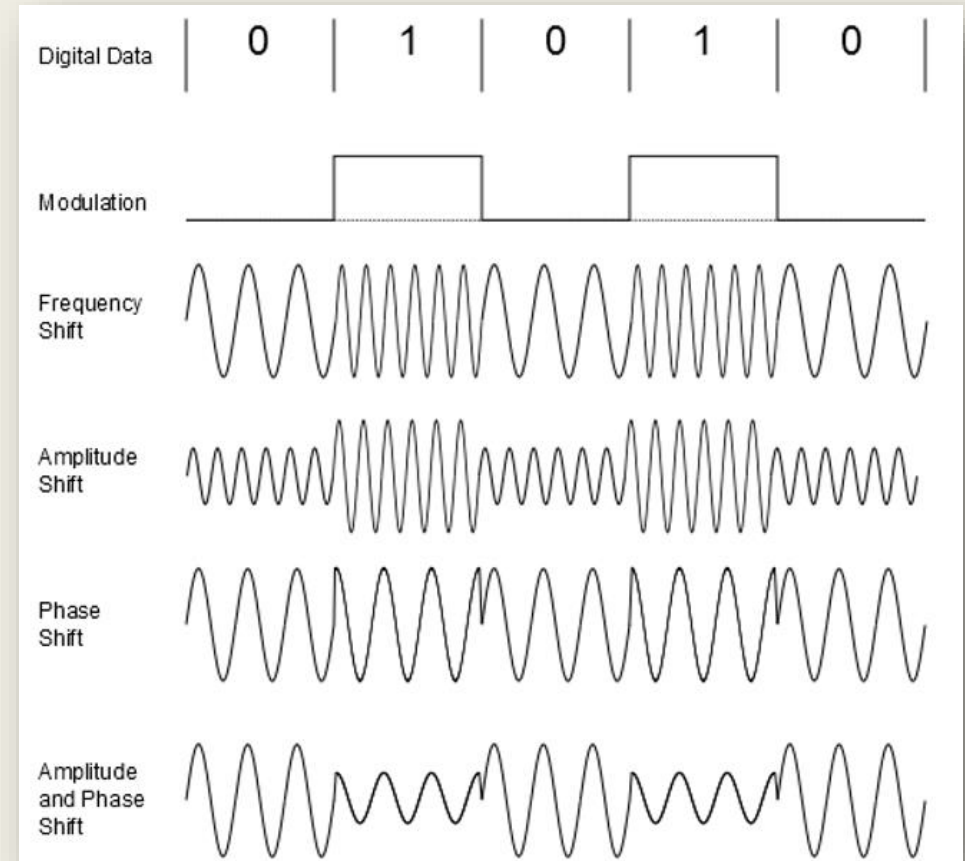 Digital Data 0 1 0 1 0
Modulation
Frequency
Shift
Amplitude
Shift
Phase
Shift
Amplitude
and Phase
Shift